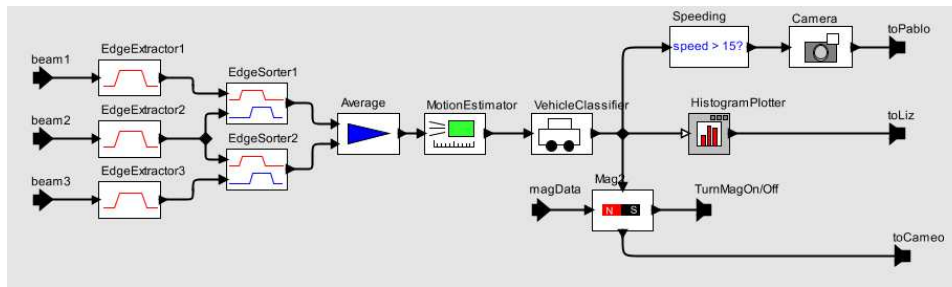 Speeding
Camera
toPablo
speed > 15?
EdgeExtractor1
beam1
EdgeSorter1
EdgeExtractor2
beam2
Average
MotionEstimator
VehicleClassifier
HistogramPlotter
toLiz
EdgeSorter2
EdgeExtractor3
beam3
Mag2
magData
TurnMagOn/Off
N S
toCameo